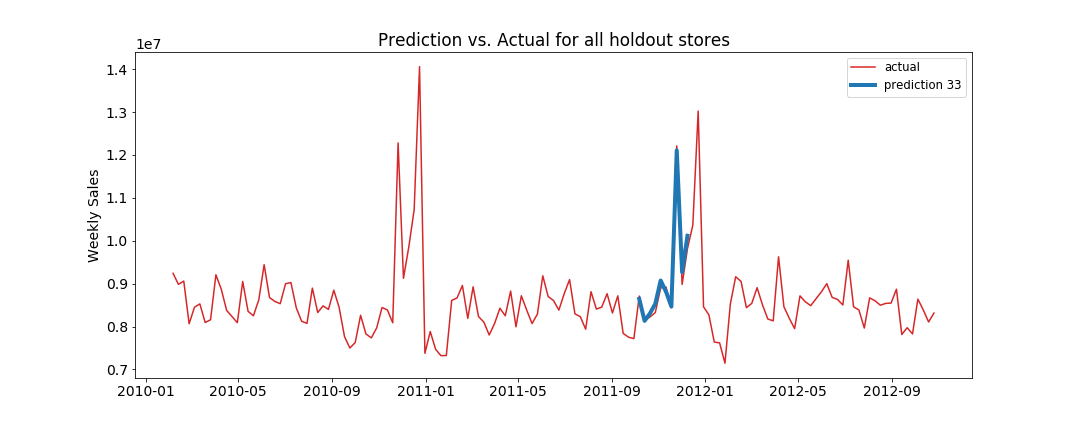 Prediction vs. Actual for all holdout stores
1e7
actual
prediction 33
1.4
1.3
1.2
1.1
1.0
0.9
0.8
0.7
Weekly Sales
2010-01 2010-05 2010-09 2011-01 2011-05 2011-09 2012-01 2012-05 2012-09